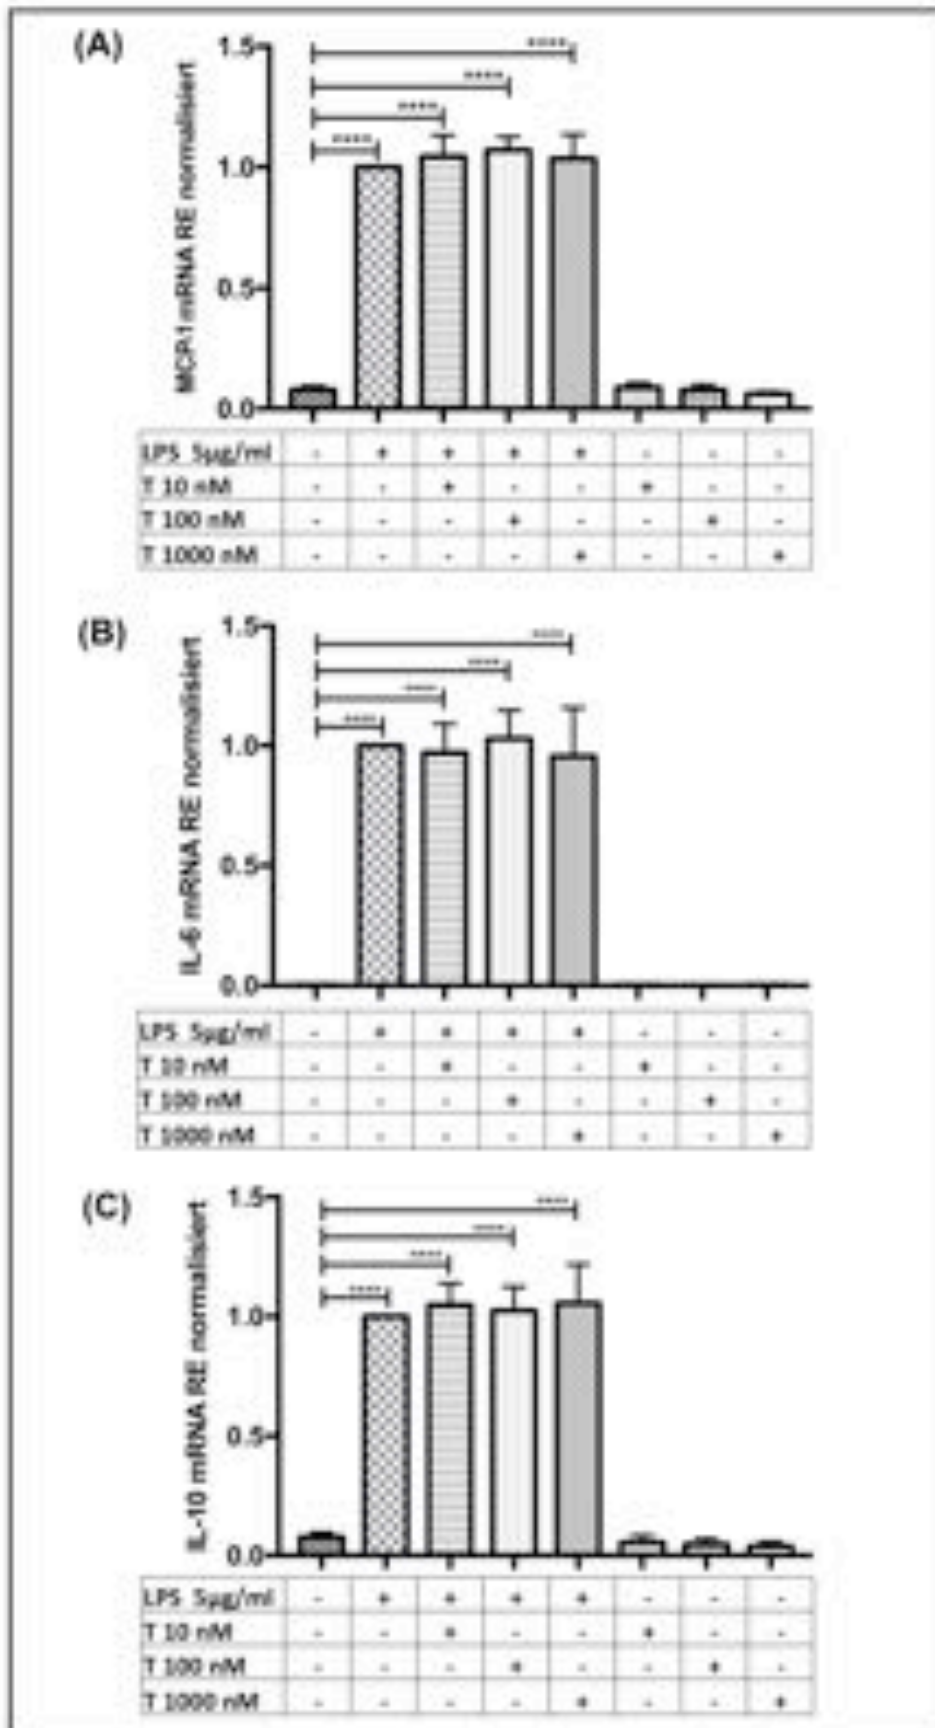 (A)
MCP-1 mRNA RE normalisiert
1.5
1.0
0.5
0.0
**** 
****
****
****
LPS 5µg/ml - + + + + - - -
T 10 nM - - + - - + - -
T 100 nM - - - + - - + -
T 1000 nM - - - - + - - +
(B)
IL-6 mRNA RE normalisiert
1.5
1.0
0.5
0.0
****
****
****
****
LPS 5µg/ml - + + + + - - -
T 10 nM - - + - - + - -
T 100 nM - - - + - - + -
T 1000 nM - - - - + - - +
(C)
IL-10 mRNA RE normalisiert
1.5
1.0
0.5
0.0
****
****
****
****
LPS 5µg/ml - + + + + - - -
T 10 nM - - + - - + - -
T 100 nM - - - + - - + -
T 1000 nM - - - - + - - +